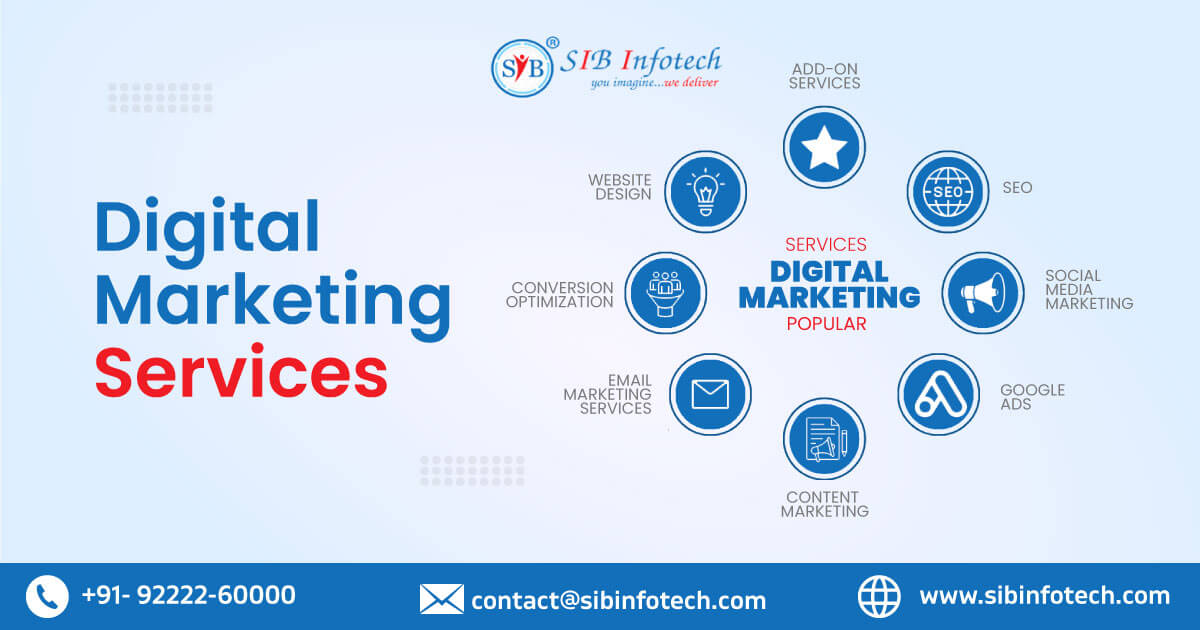 SIB
®
SIB Infotech
you imagine...we deliver
Digital
Marketing
Services
ADD-ON
SERVICES
WEBSITE
DESIGN
SEO
SEO
CONVERSION
OPTIMIZATION
SERVICES
DIGITAL
MARKETING
POPULAR
SOCIAL
MEDIA
MARKETING
EMAIL
MARKETING
SERVICES
GOOGLE
ADS
CONTENT
MARKETING
+91- 92222-60000
contact@sibinfotech.com
www.sibinfotech.com